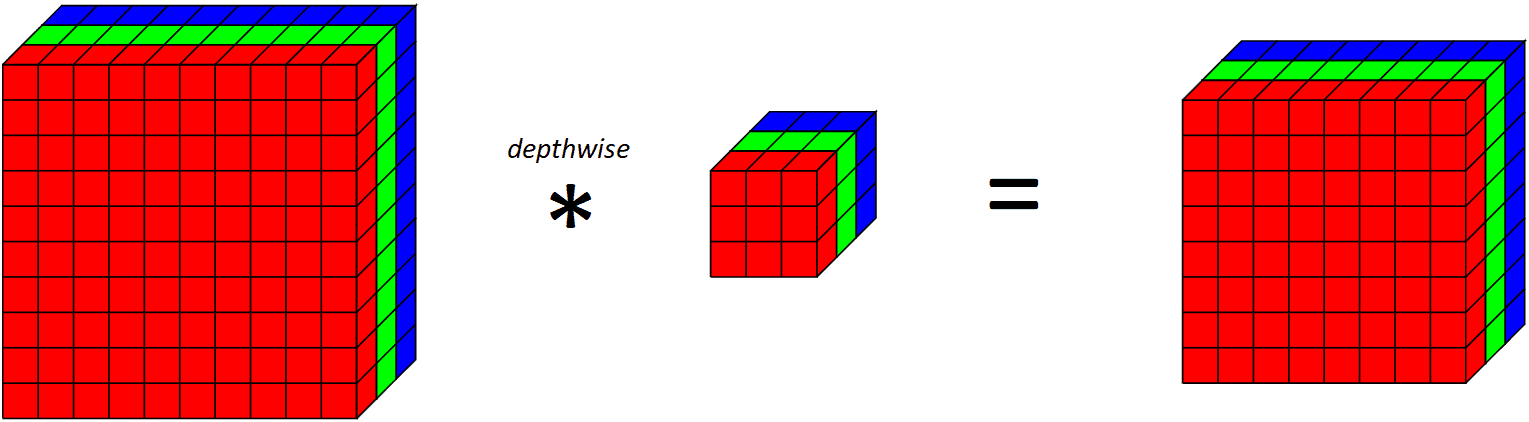 depthwise
*
=